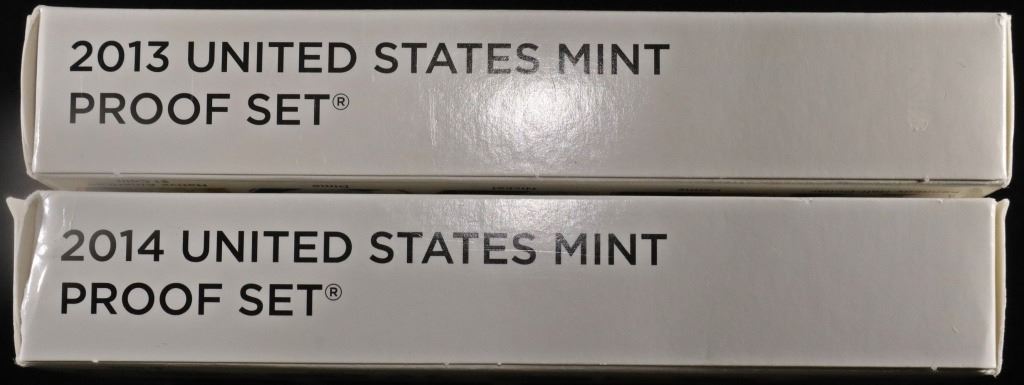 2013 UNITED STATES MINT
PROOF SET®
2014 UNITED STATES MINT
PROOF SET®